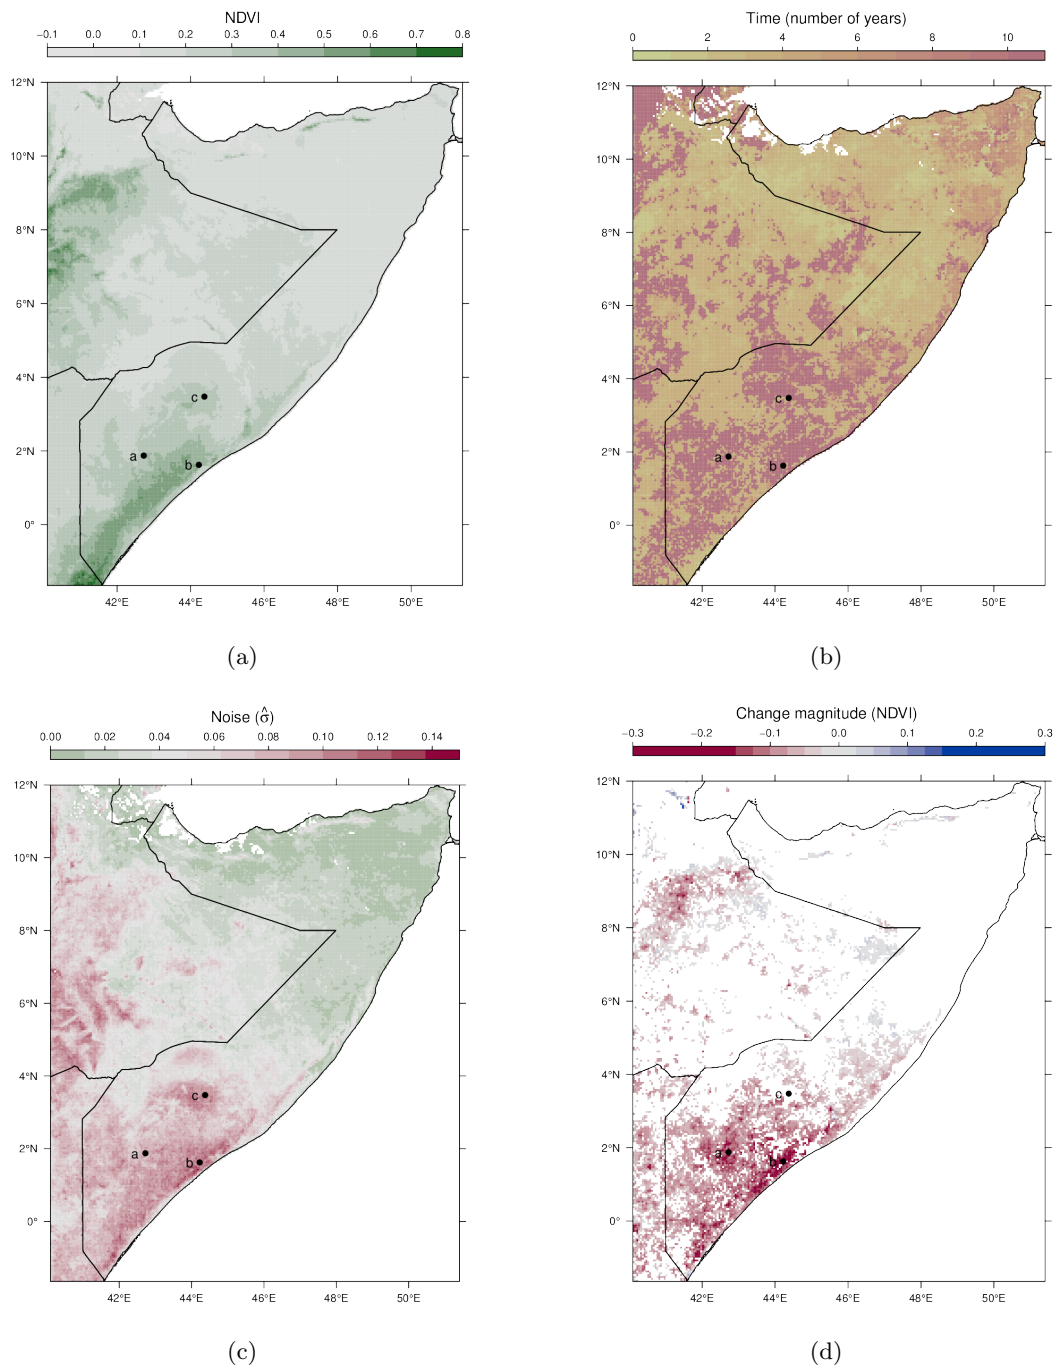 NDVI
−0.1 0.0 0.1 0.2 0.3 0.4 0.5 0.6 0.7 0.8
12°N
10°N
8°N
6°N
4°N
2°N
0°
c
a
b
42°E 44°E 46°E 48°E 50°E
(a)
Time (number of years)
0 2 4 6 8 10
12°N
10°N
8°N
6°N
4°N
2°N
0°
c
a
b
42°E 44°E 46°E 48°E 50°E
(b)
Noise (σ̂)
0.00 0.02 0.04 0.06 0.08 0.10 0.12 0.14
12°N
10°N
8°N
6°N
4°N
2°N
0°
c
a
b
42°E 44°E 46°E 48°E 50°E
(c)
Change magnitude (NDVI)
−0.3 −0.2 −0.1 0.0 0.1 0.2 0.3
12°N
10°N
8°N
6°N
4°N
2°N
0°
c
a
b
42°E 44°E 46°E 48°E 50°E
(d)